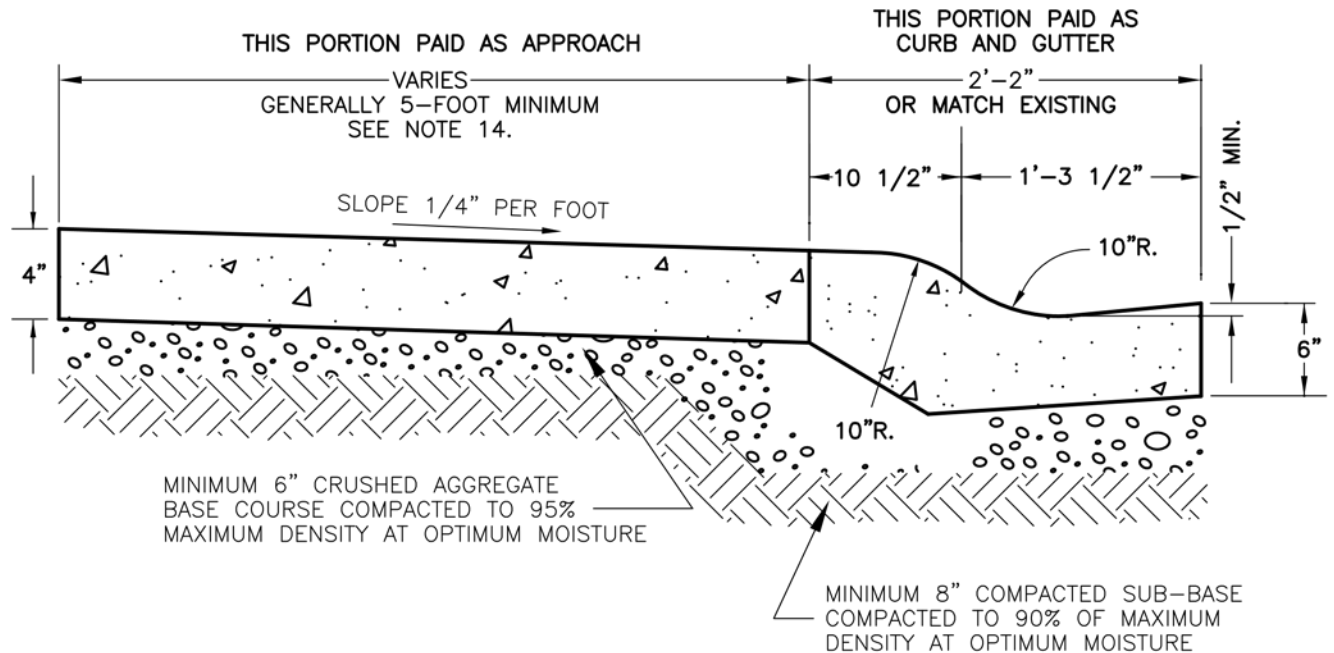 THIS PORTION PAID AS APPROACH
THIS PORTION PAID AS
CURB AND GUTTER
VARIES
GENERALLY 5-FOOT MINIMUM
SEE NOTE 14.
2'-2"
OR MATCH EXISTING
10 1/2"
1'-3 1/2"
1/2" MIN.
SLOPE 1/4" PER FOOT
10"R.
4"
6"
10"R.
MINIMUM 6" CRUSHED AGGREGATE
BASE COURSE COMPACTED TO 95%
MAXIMUM DENSITY AT OPTIMUM MOISTURE
MINIMUM 8" COMPACTED SUB-BASE
COMPACTED TO 90% OF MAXIMUM
DENSITY AT OPTIMUM MOISTURE